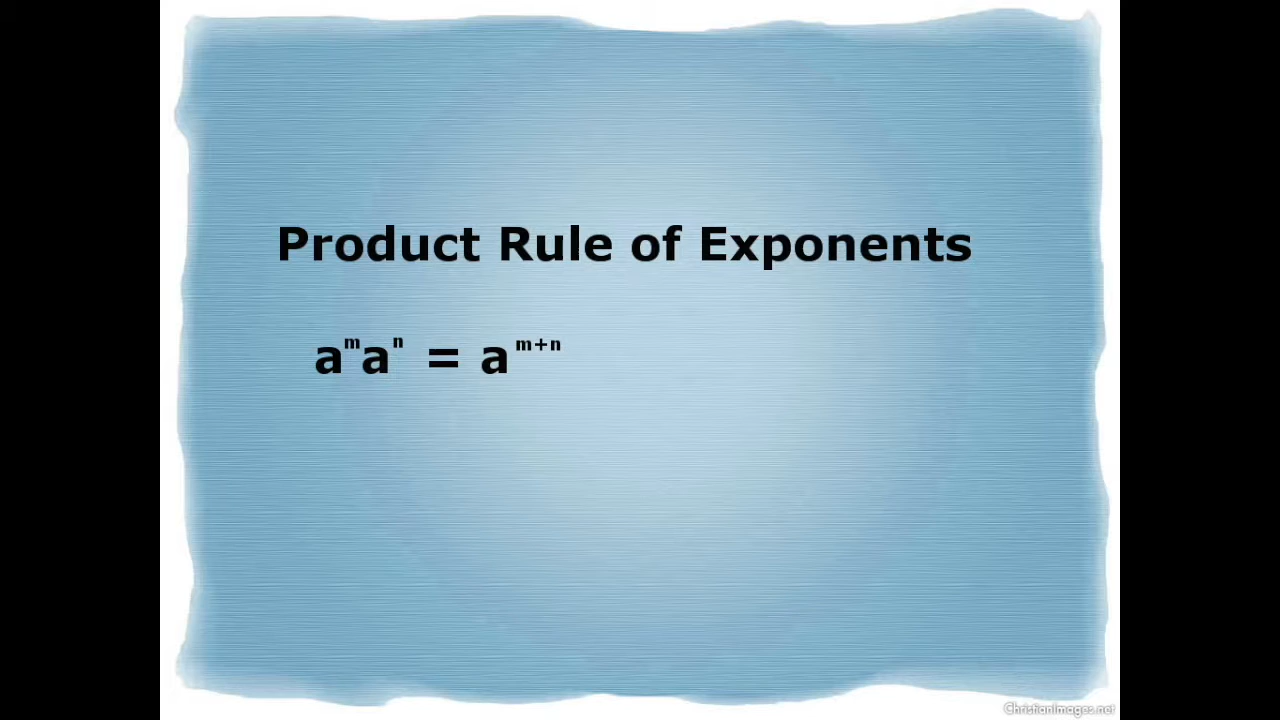 Product Rule of Exponents
aᵐaⁿ = aᵐ⁺ⁿ
ChristianImages.net